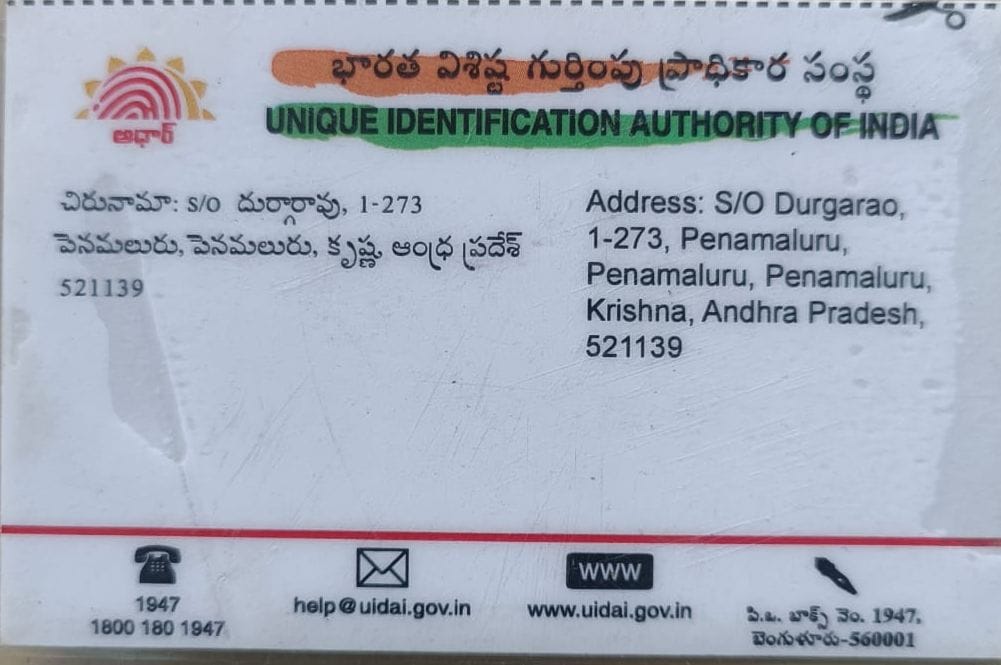 భారత విశిష్ట గుర్తింపు ప్రాధికార సంస్థ
UNIQUE IDENTIFICATION AUTHORITY OF INDIA
ఆధార్
చిరునామా: S/O దుర్గారావు, 1-273
పెనమలురు, పెనమలురు, కృష్ణ, ఆంధ్ర ప్రదేశ్
521139
Address: S/O Durgarao,
1-273, Penamaluru,
Penamaluru, Penamaluru,
Krishna, Andhra Pradesh,
521139
1947
1800 180 1947
help@uidai.gov.in
WWW
www.uidai.gov.in
పి.ఒ. బాక్స్ నెం. 1947,
బెంగుళూరు-560001